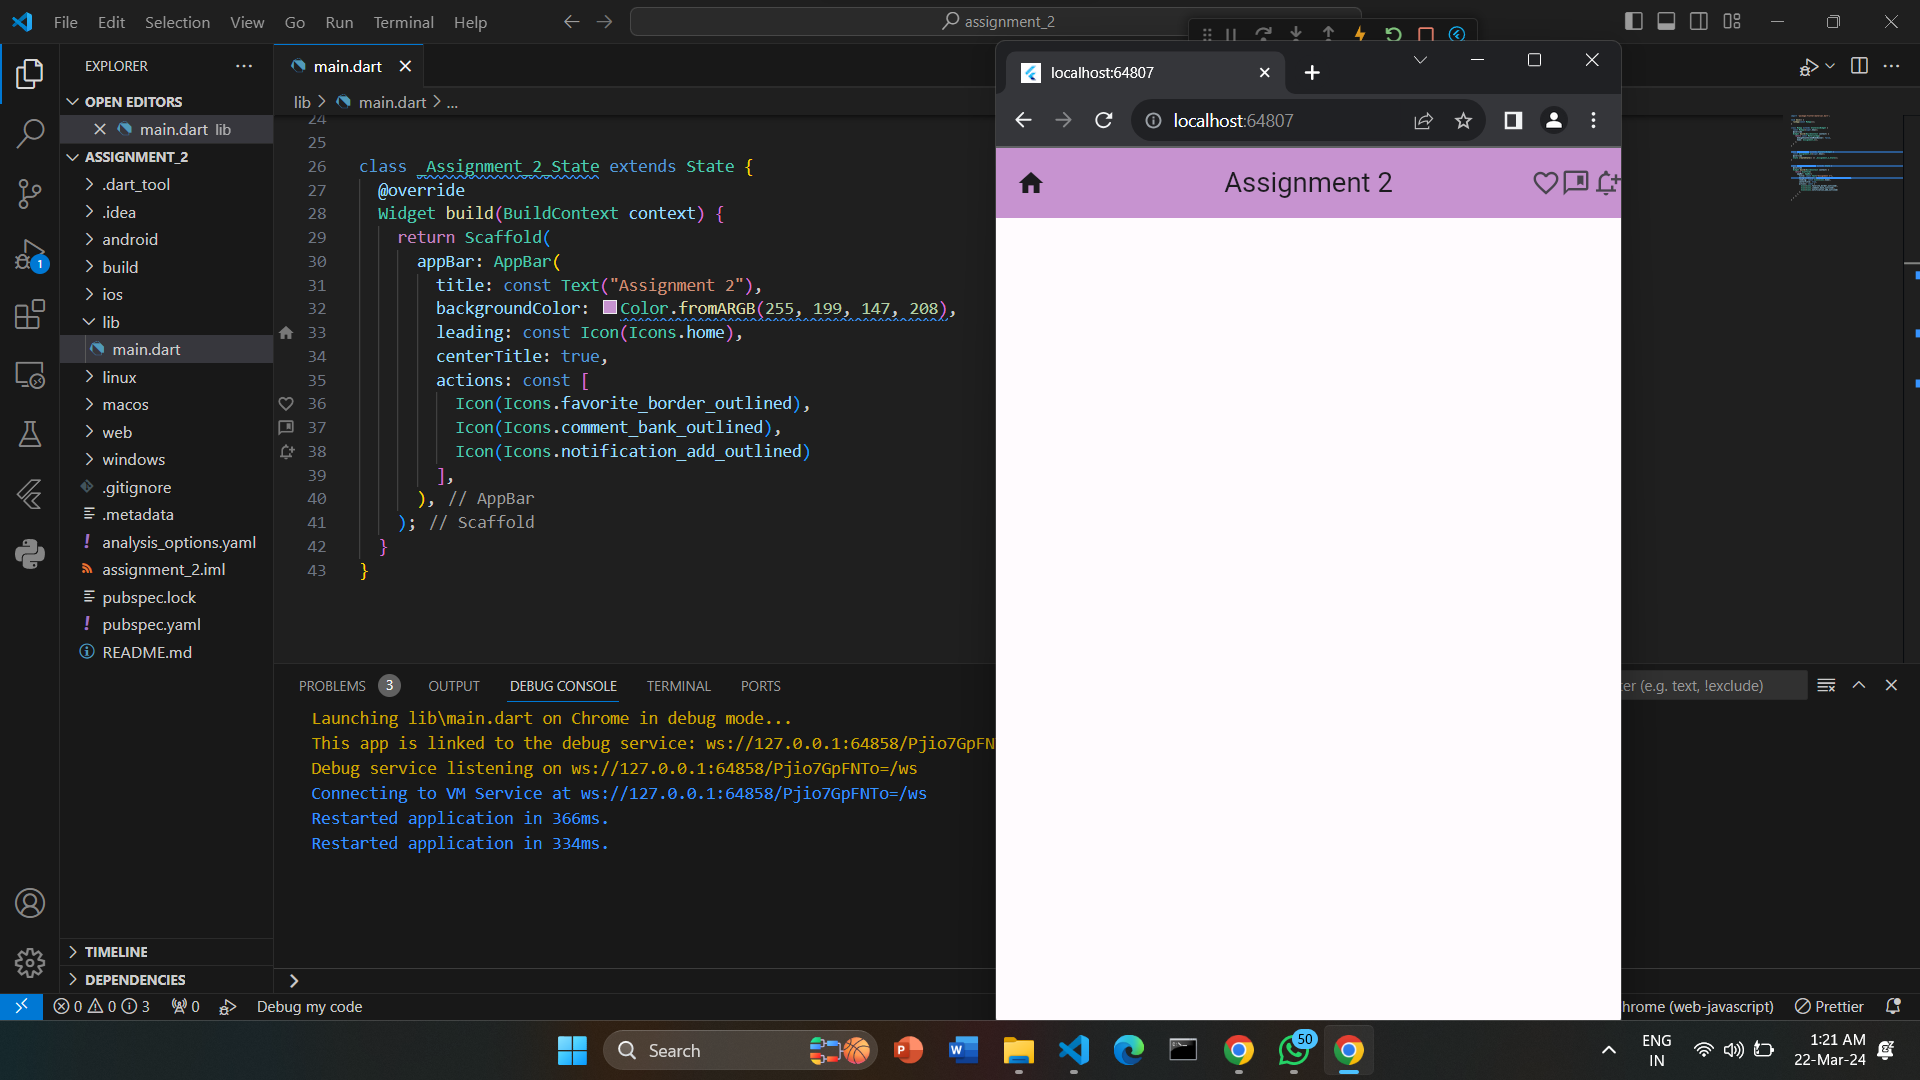 File Edit Selection View Go Run Terminal Help
assignment_2
EXPLORER
OPEN EDITORS
main.dart lib
ASSIGNMENT_2
.dart_tool
.idea
android
build
ios
lib
main.dart
linux
macos
web
windows
.gitignore
.metadata
analysis_options.yaml
assignment_2.iml
pubspec.lock
pubspec.yaml
README.md
TIMELINE
DEPENDENCIES
1
main.dart
lib > main.dart > ...
24
25
26 class _Assignment_2_State extends State {
27 @override
28 Widget build(BuildContext context) {
29 return Scaffold(
30 appBar: AppBar(
31 title: const Text("Assignment 2"),
32 backgroundColor: Color.fromARGB(255, 199, 147, 208),
33 leading: const Icon(Icons.home),
34 centerTitle: true,
35 actions: const [
36 Icon(Icons.favorite_border_outlined),
37 Icon(Icons.comment_bank_outlined),
38 Icon(Icons.notification_add_outlined)
39 ],
40 ), // AppBar
41 ); // Scaffold
42 }
43 }
PROBLEMS 3 OUTPUT DEBUG CONSOLE TERMINAL PORTS
er (e.g. text, !exclude)
Launching lib\main.dart on Chrome in debug mode...
This app is linked to the debug service: ws://127.0.0.1:64858/Pjio7GpFN
Debug service listening on ws://127.0.0.1:64858/Pjio7GpFNTo=/ws
Connecting to VM Service at ws://127.0.0.1:64858/Pjio7GpFNTo=/ws
Restarted application in 366ms.
Restarted application in 334ms.
>
localhost:64807
localhost:64807
Assignment 2
0 0 3 0 Debug my code
hrome (web-javascript) Prettier
Search
50
ENG
IN
1:21 AM
22-Mar-24